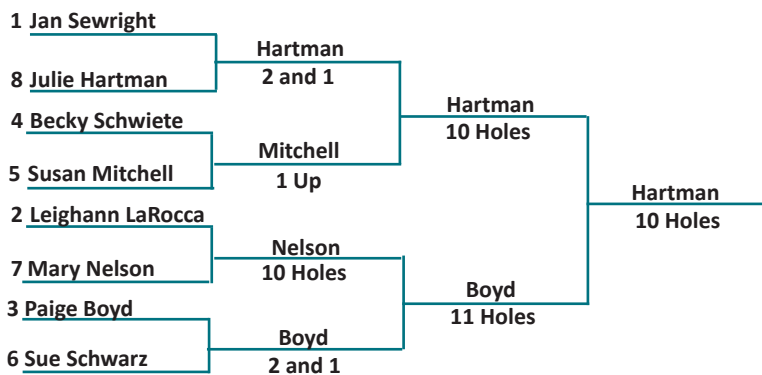 1 Jan Sewright
8 Julie Hartman
4 Becky Schwiete
5 Susan Mitchell
2 Leighann LaRocca
7 Mary Nelson
3 Paige Boyd
6 Sue Schwarz
Hartman
2 and 1
Mitchell
1 Up
Nelson
10 Holes
Boyd
2 and 1
Hartman
10 Holes
Boyd
11 Holes
Hartman
10 Holes